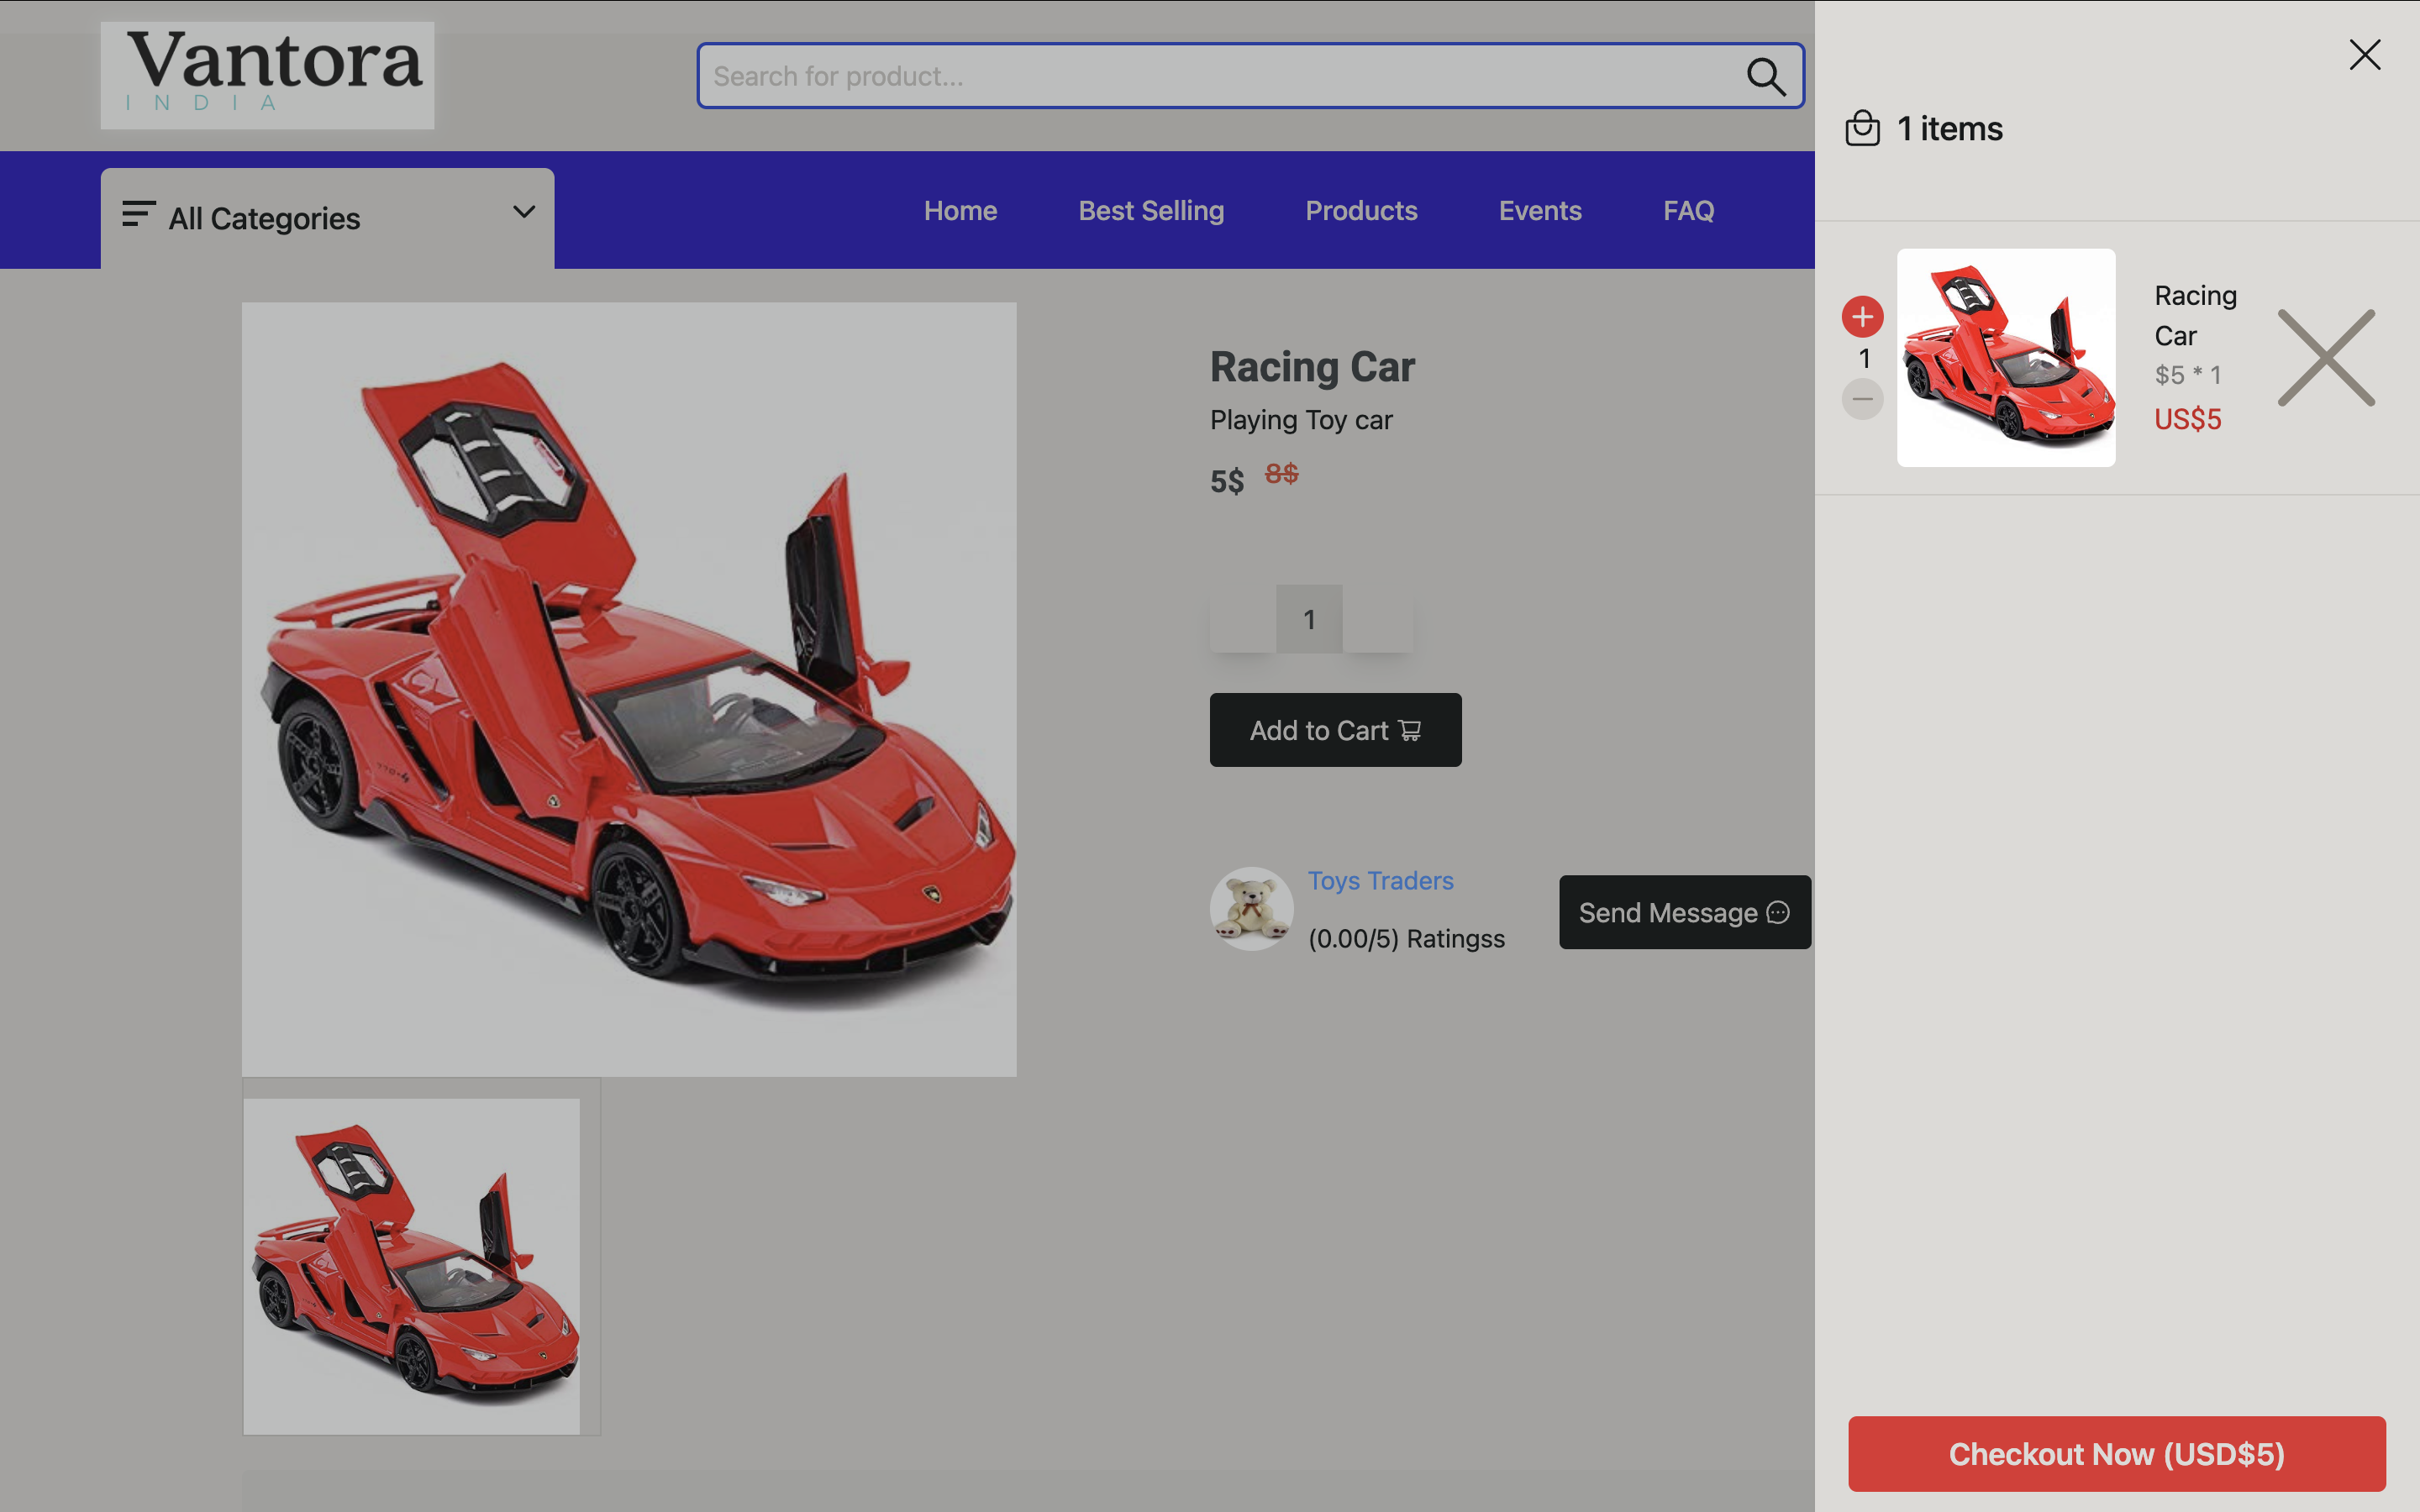 Vantora
INDIA
Search for product...
All Categories
Home
Best Selling
Products
Events
FAQ
Racing Car
Playing Toy car
5$ 8$
1
Add to Cart
Toys Traders
(0.00/5) Ratingss
Send Message
1 items
1
Racing
Car
$5 * 1
US$5
Checkout Now (USD$5)